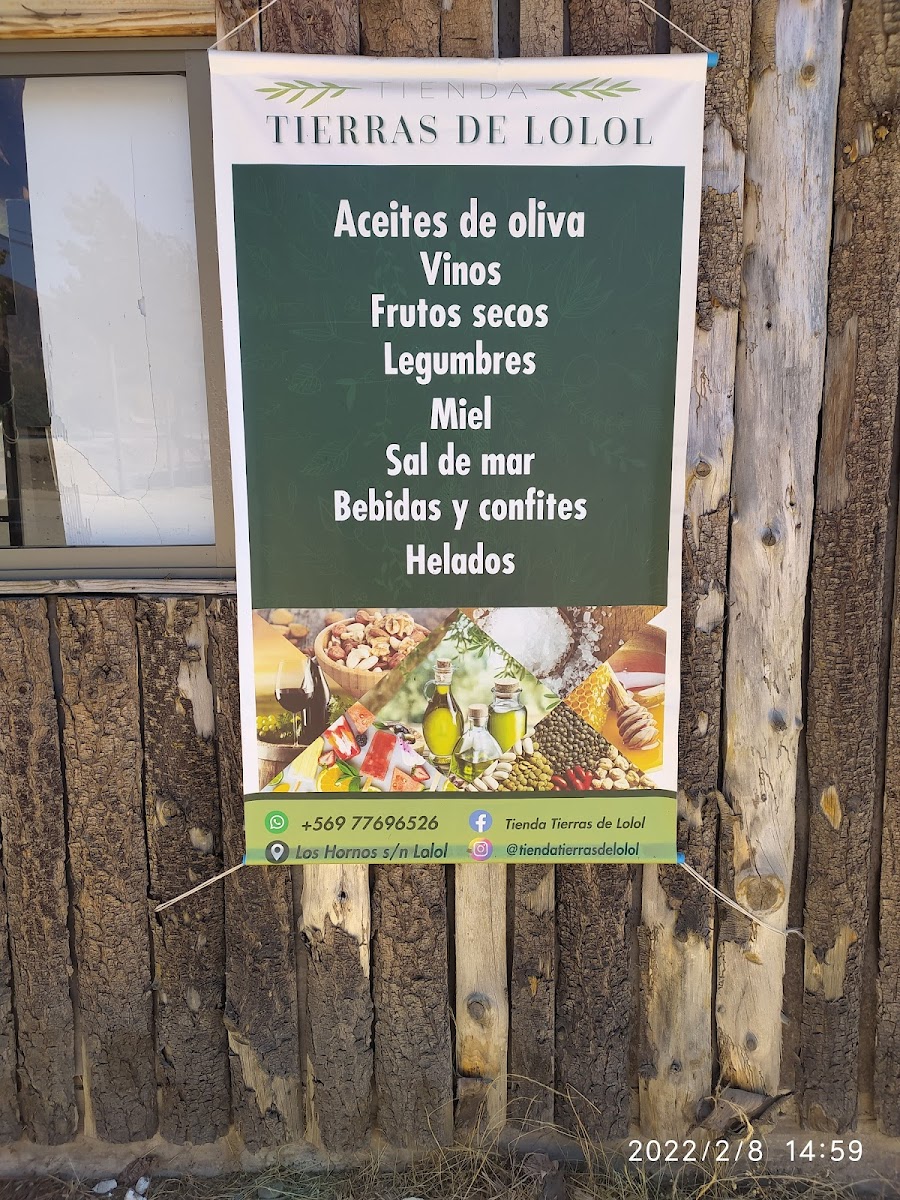 TIENDA
TIERRAS DE LOLOL
Aceites de oliva
Vinos
Frutos secos
Legumbres
Miel
Sal de mar
Bebidas y confites
Helados
+569 77696526
Tienda Tierras de Lolol
Los Hornos s/n Lolol
@tiendatierrasdelolol
2022/2/8 14:59